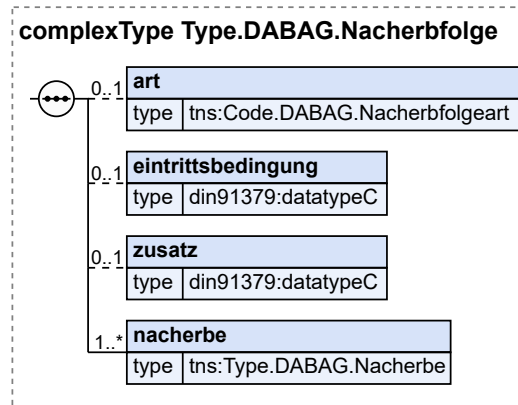 complexType Type.DABAG.Nacherbfolge
0..1
art
type tns:Code.DABAG.Nacherbfolgeart
0..1
eintrittsbedingung
type din91379:datatypeC
0..1
zusatz
type din91379:datatypeC
1..*
nacherbe
type tns:Type.DABAG.Nacherbe